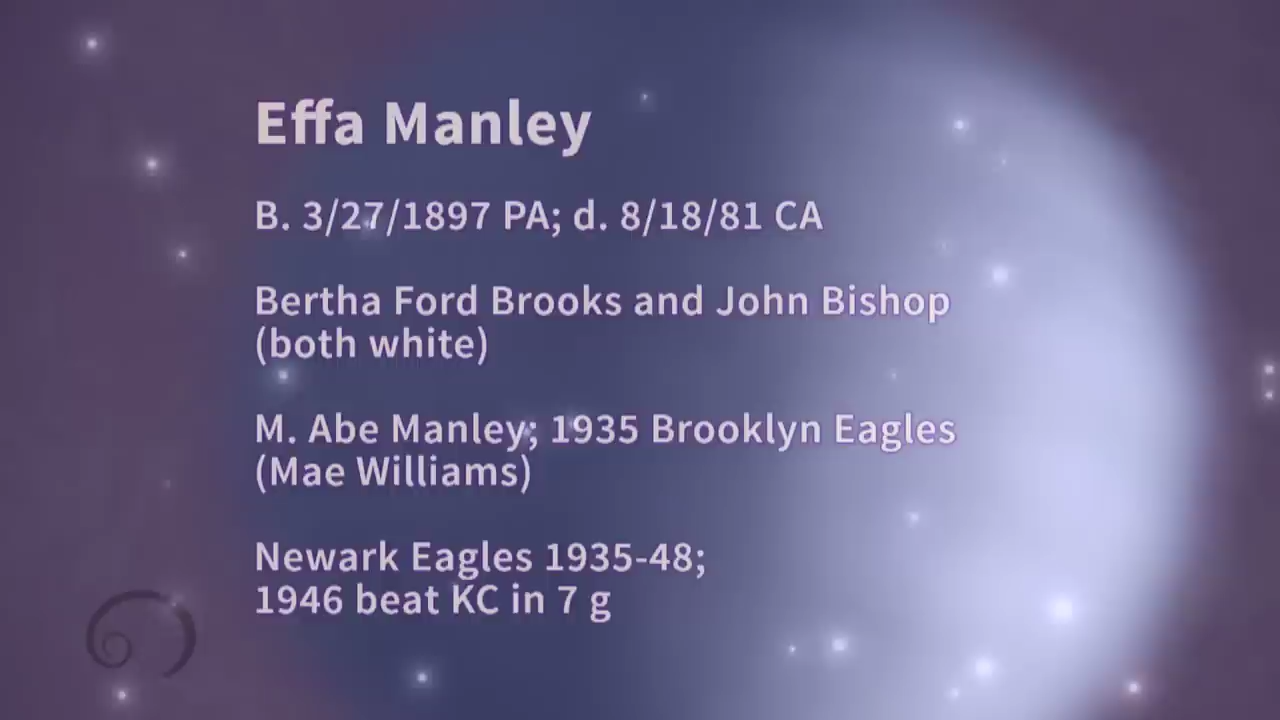 Effa Manley
B. 3/27/1897 PA; d. 8/18/81 CA
Bertha Ford Brooks and John Bishop
(both white)
M. Abe Manley; 1935 Brooklyn Eagles
(Mae Williams)
Newark Eagles 1935-48;
1946 beat KC in 7 g